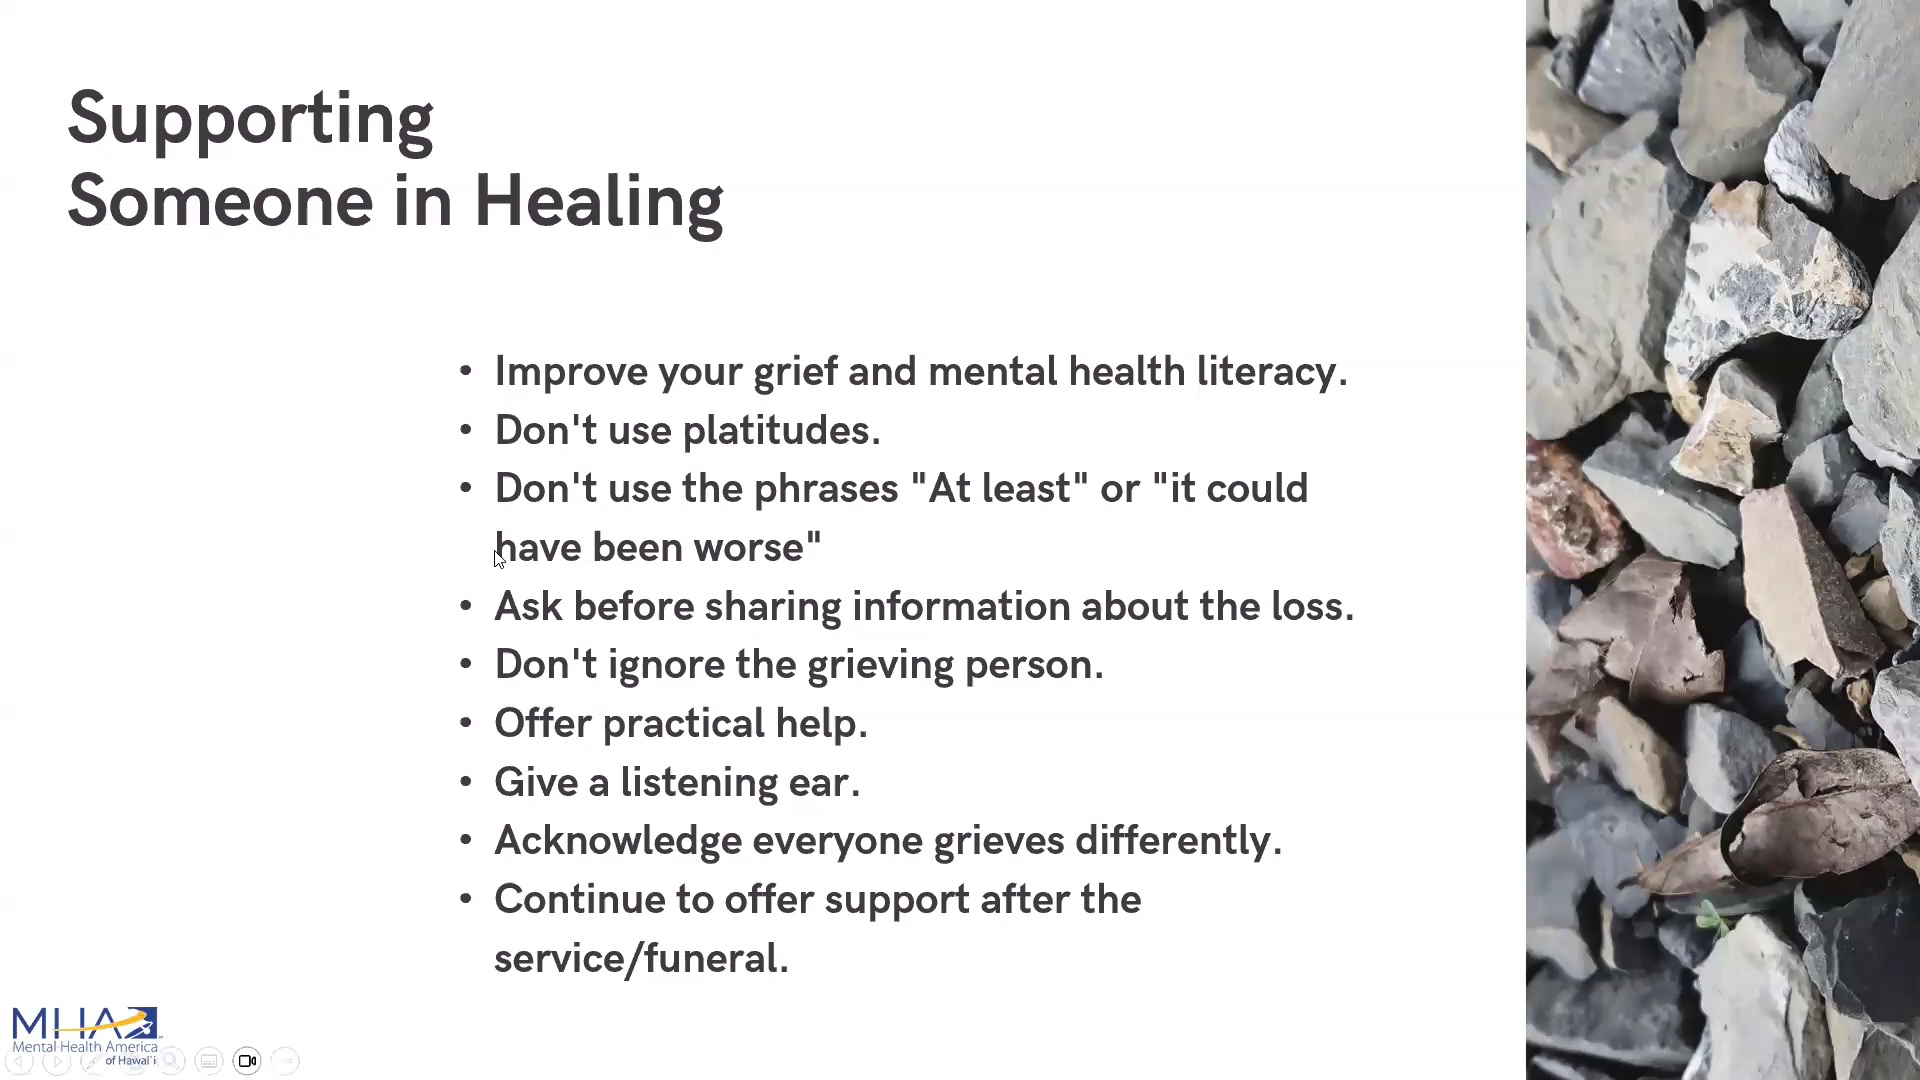 Supporting
Someone in Healing
• Improve your grief and mental health literacy.
• Don't use platitudes.
• Don't use the phrases "At least" or "it could
have been worse"
• Ask before sharing information about the loss.
• Don't ignore the grieving person.
• Offer practical help.
• Give a listening ear.
• Acknowledge everyone grieves differently.
• Continue to offer support after the
service/funeral.
MHA
Mental Health America
of Hawai`i